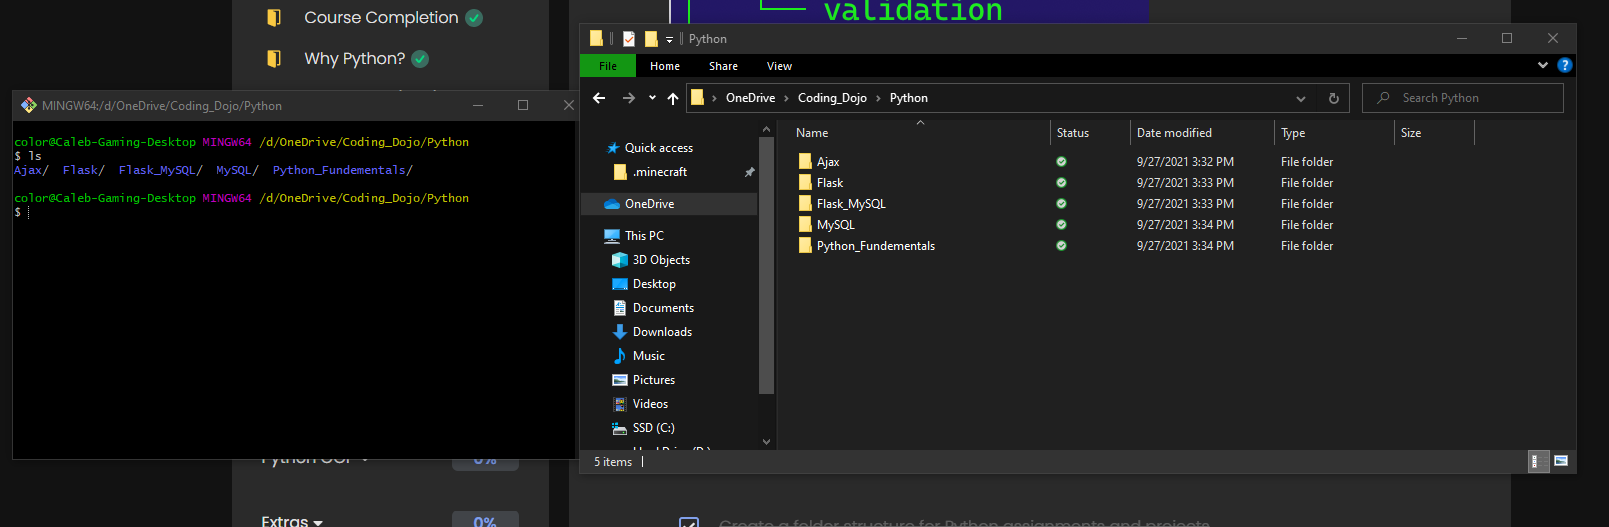 Course Completion
Why Python?
validation
MINGW64:/d/OneDrive/Coding_Dojo/Python
color@Caleb-Gaming-Desktop MINGW64 /d/OneDrive/Coding_Dojo/Python
$ ls
Ajax/ Flask/ Flask_MySQL/ MySQL/ Python_Fundementals/
color@Caleb-Gaming-Desktop MINGW64 /d/OneDrive/Coding_Dojo/Python
$
Python
File Home Share View
OneDrive › Coding_Dojo › Python
Search Python
Quick access
.minecraft
OneDrive
This PC
3D Objects
Desktop
Documents
Downloads
Music
Pictures
Videos
SSD (C:)
Name Status Date modified Type Size
Ajax 9/27/2021 3:32 PM File folder
Flask 9/27/2021 3:33 PM File folder
Flask_MySQL 9/27/2021 3:33 PM File folder
MySQL 9/27/2021 3:34 PM File folder
Python_Fundementals 9/27/2021 3:34 PM File folder
5 items
Python OOP 0%
Extras 0%
Create a folder structure for Python assignments and projects